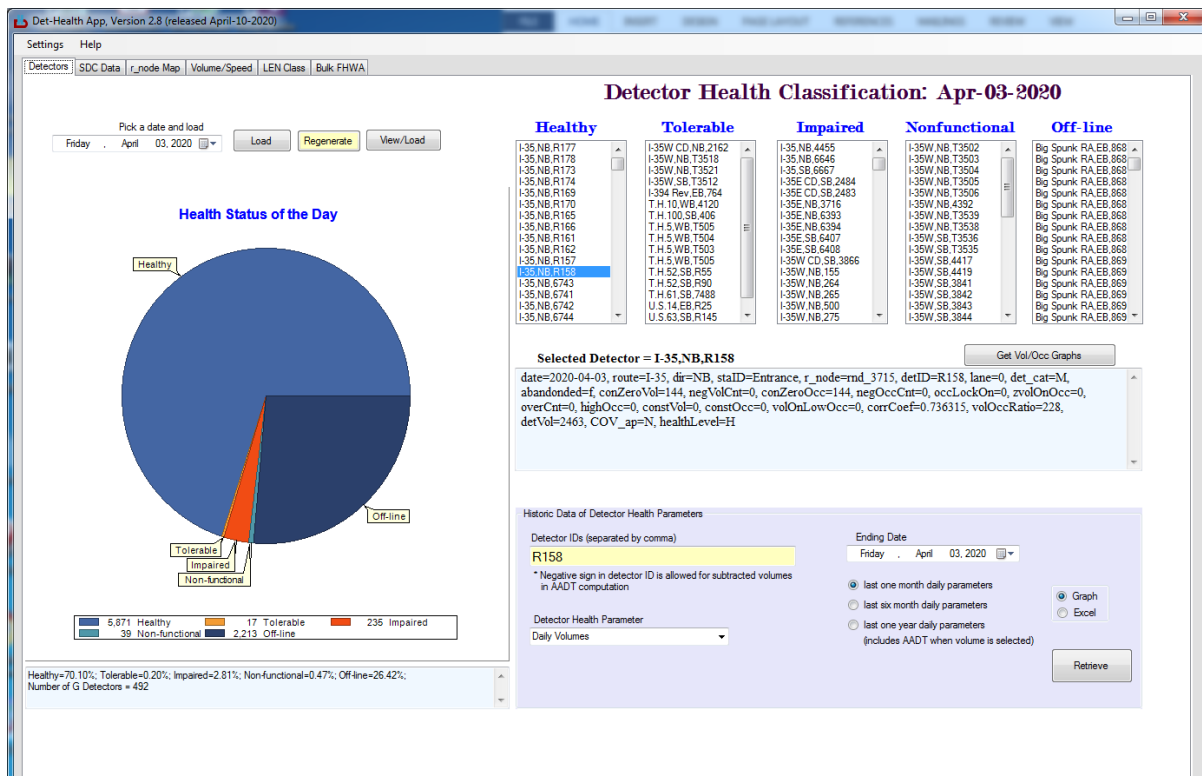 Det-Health App, Version 2.8 (released April-10-2020)
FILE HOME INSERT DESIGN PAGE LAYOUT REFERENCES MAILINGS REVIEW VIEW
Settings Help
Detectors SDC Data r_node Map Volume/Speed LEN Class Bulk FHWA
Pick a date and load
Friday , April 03, 2020
Load
Regenerate
View/Load
Health Status of the Day
Healthy
Off-line
Tolerable
Impaired
Non-functional
5,871 Healthy 17 Tolerable 235 Impaired
39 Non-functional 2,213 Off-line
Healthy=70.10%; Tolerable=0.20%; Impaired=2.81%; Non-functional=0.47%; Off-line=26.42%;
Number of G Detectors = 492
Detector Health Classification: Apr-03-2020
Healthy
I-35,NB,R177
I-35,NB,R178
I-35,NB,R173
I-35,NB,R174
I-35,NB,R169
I-35,NB,R170
I-35,NB,R165
I-35,NB,R166
I-35,NB,R161
I-35,NB,R162
I-35,NB,R157
I-35,NB,R158
I-35,NB,6743
I-35,NB,6741
I-35,NB,6742
I-35,NB,6744
Tolerable
I-35W CD,NB,2162
I-35W,NB,T3518
I-35W,NB,T3521
I-35W,SB,T3512
I-394 Rev,EB,764
T.H.10,WB,4120
T.H.100,SB,406
T.H.5,WB,T505
T.H.5,WB,T504
T.H.5,WB,T503
T.H.5,WB,T505
T.H.52,SB,R55
T.H.52,SB,R90
T.H.61,SB,7488
U.S.14,EB,R25
U.S.63,SB,R145
Impaired
I-35,NB,4455
I-35,NB,6646
I-35,SB,6667
I-35E CD,SB,2484
I-35E CD,SB,2483
I-35E,NB,3716
I-35E,NB,6393
I-35E,NB,6394
I-35E,SB,6407
I-35E,SB,6408
I-35W CD,SB,3866
I-35W,NB,155
I-35W,NB,264
I-35W,NB,265
I-35W,NB,500
I-35W,NB,275
Nonfunctional
I-35W,NB,T3502
I-35W,NB,T3503
I-35W,NB,T3504
I-35W,NB,T3505
I-35W,NB,T3506
I-35W,NB,4392
I-35W,NB,T3539
I-35W,NB,T3538
I-35W,SB,T3536
I-35W,SB,T3535
I-35W,SB,4417
I-35W,SB,4419
I-35W,SB,3841
I-35W,SB,3842
I-35W,SB,3843
I-35W,SB,3844
Off-line
Big Spunk RA,EB,868
Big Spunk RA,EB,868
Big Spunk RA,EB,868
Big Spunk RA,EB,868
Big Spunk RA,EB,868
Big Spunk RA,EB,868
Big Spunk RA,EB,868
Big Spunk RA,EB,868
Big Spunk RA,EB,868
Big Spunk RA,EB,868
Big Spunk RA,EB,869
Big Spunk RA,EB,869
Big Spunk RA,EB,869
Big Spunk RA,EB,869
Big Spunk RA,EB,869
Big Spunk RA,EB,869
Selected Detector = I-35,NB,R158
Get Vol/Occ Graphs
date=2020-04-03, route=I-35, dir=NB, staID=Entrance, r_node=rnd_3715, detID=R158, lane=0, det_cat=M,
abandonded=f, conZeroVol=144, negVolCnt=0, conZeroOcc=144, negOccCnt=0, occLockOn=0, zvolOnOcc=0,
overCnt=0, highOcc=0, constVol=0, constOcc=0, volOnLowOcc=0, corrCoef=0.736315, volOccRatio=228,
detVol=2463, COV_ap=N, healthLevel=H
Historic Data of Detector Health Parameters
Detector IDs (separated by comma)
R158
* Negative sign in detector ID is allowed for subtracted volumes
in AADT computation
Detector Health Parameter
Daily Volumes
Ending Date
Friday , April 03, 2020
last one month daily parameters
last six month daily parameters
last one year daily parameters
(includes AADT when volume is selected)
Graph
Excel
Retrieve